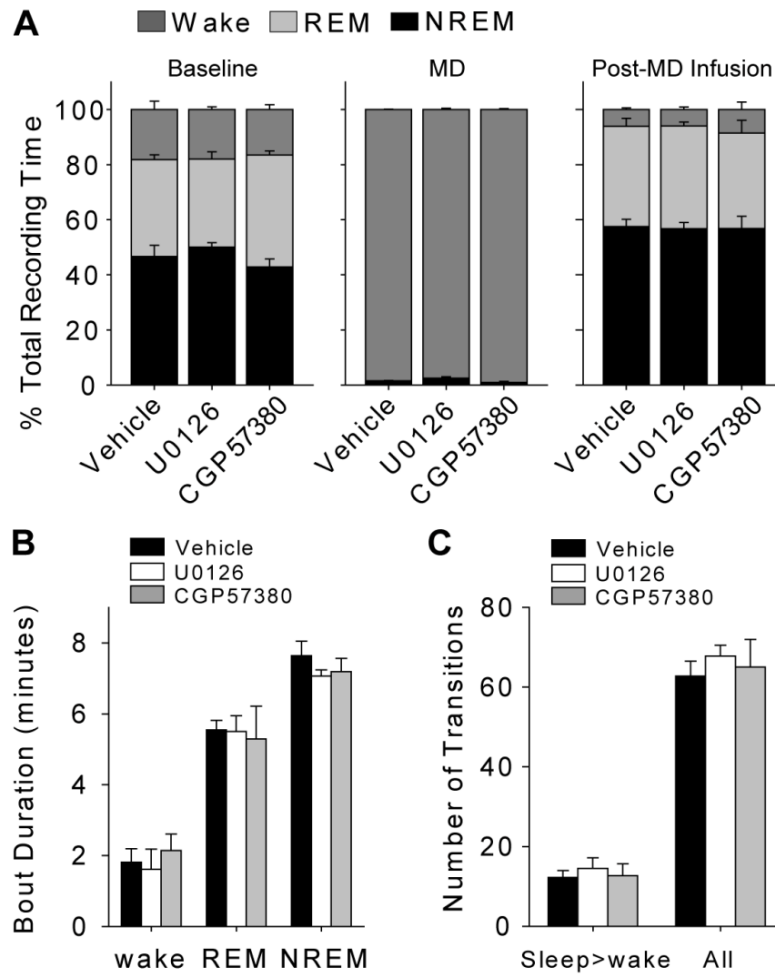 A
Wake REM NREM
Baseline MD Post-MD Infusion
% Total Recording Time
100
80
60
40
20
0
Vehicle U0126 CGP57380 Vehicle U0126 CGP57380 Vehicle U0126 CGP57380
B
Vehicle
U0126
CGP57380
Bout Duration (minutes)
8
6
4
2
0
wake REM NREM
C
Vehicle
U0126
CGP57380
Number of Transitions
80
60
40
20
0
Sleep>wake All